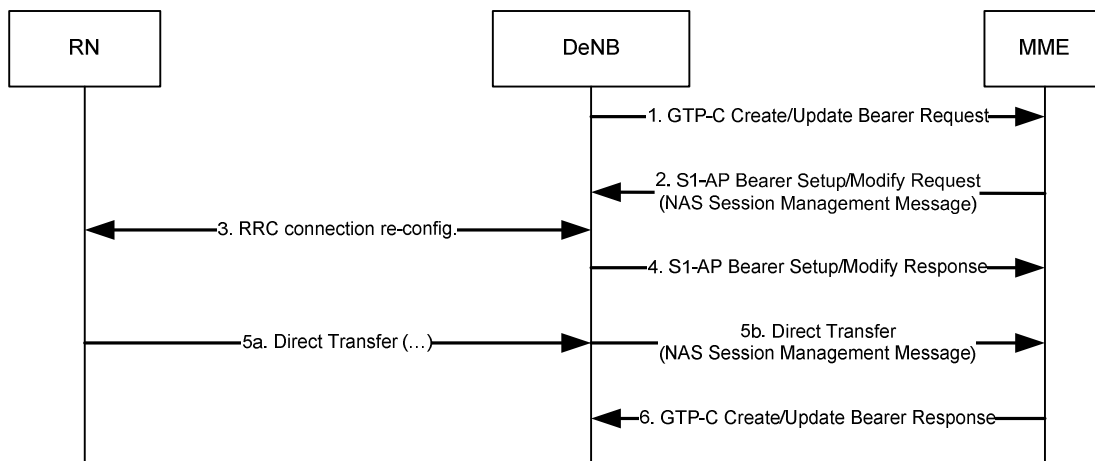 RN
DeNB
MME
1. GTP-C Create/Update Bearer Request
2. S1-AP Bearer Setup/Modify Request
(NAS Session Management Message)
3. RRC connection re-config.
4. S1-AP Bearer Setup/Modify Response
5a. Direct Transfer (…)
5b. Direct Transfer
(NAS Session Management Message)
6. GTP-C Create/Update Bearer Response